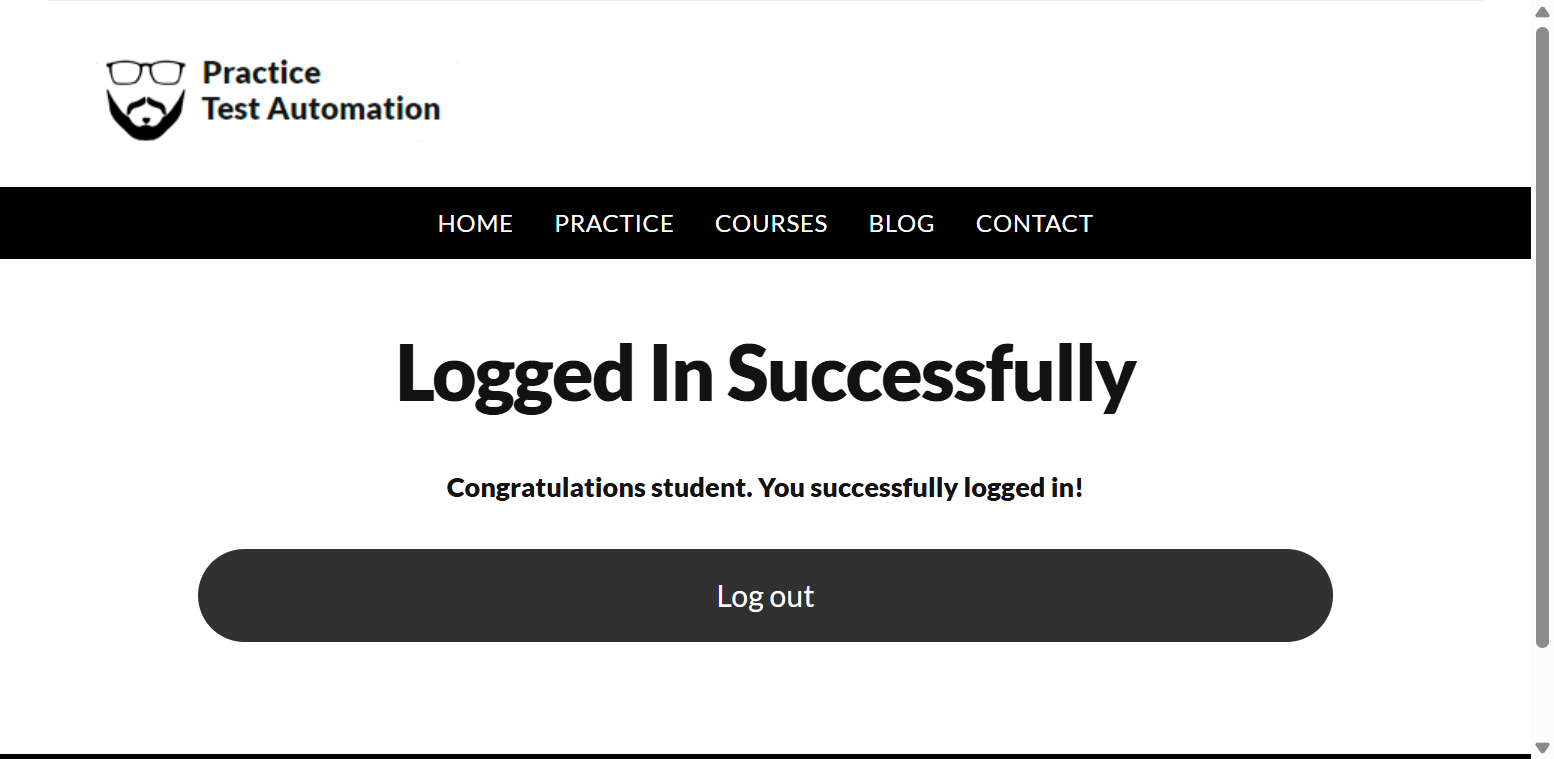 Practice
Test Automation
HOME PRACTICE COURSES BLOG CONTACT
Logged In Successfully
Congratulations student. You successfully logged in!
Log out